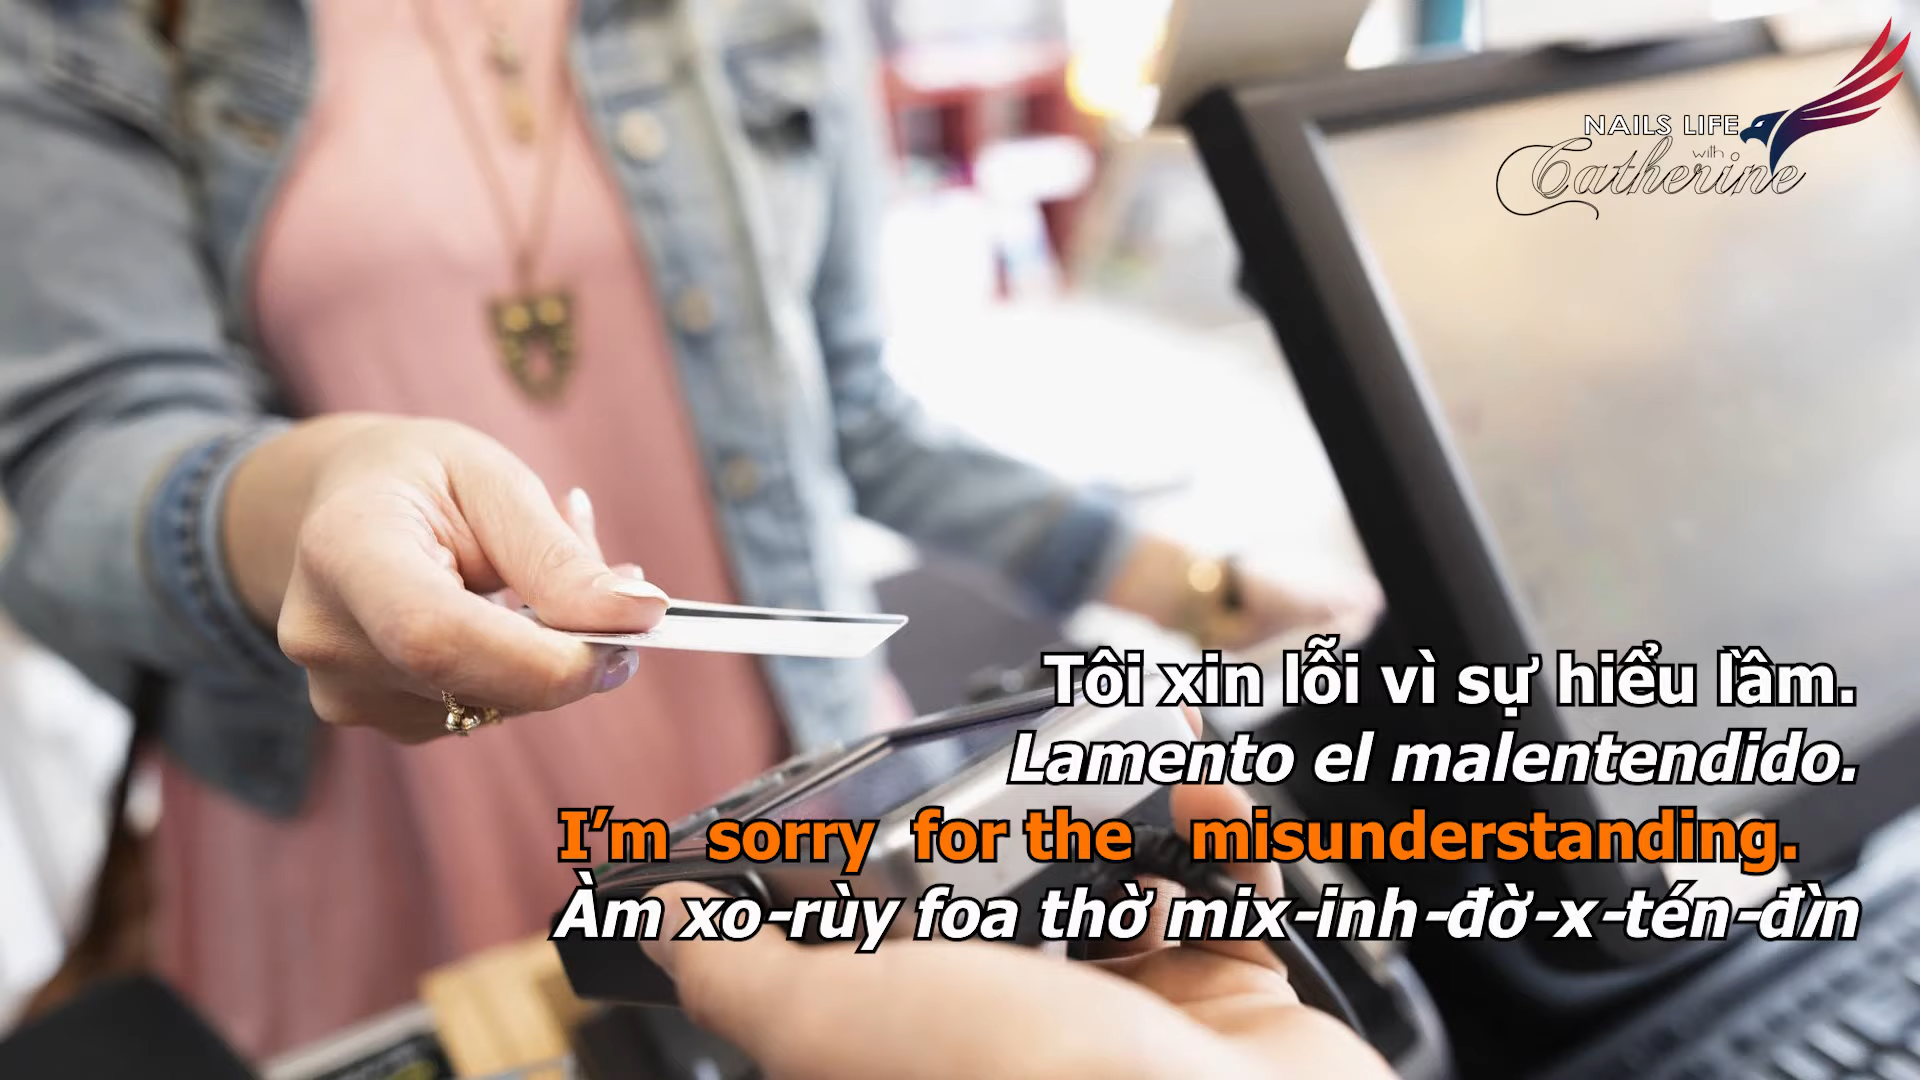 NAILS LIFE
with
Catherine
Tôi xin lỗi vì sự hiểu lầm.
Lamento el malentendido.
I’m sorry for the misunderstanding.
Àm xo-rùy foa thờ mix-inh-đờ-x-tén-đìn